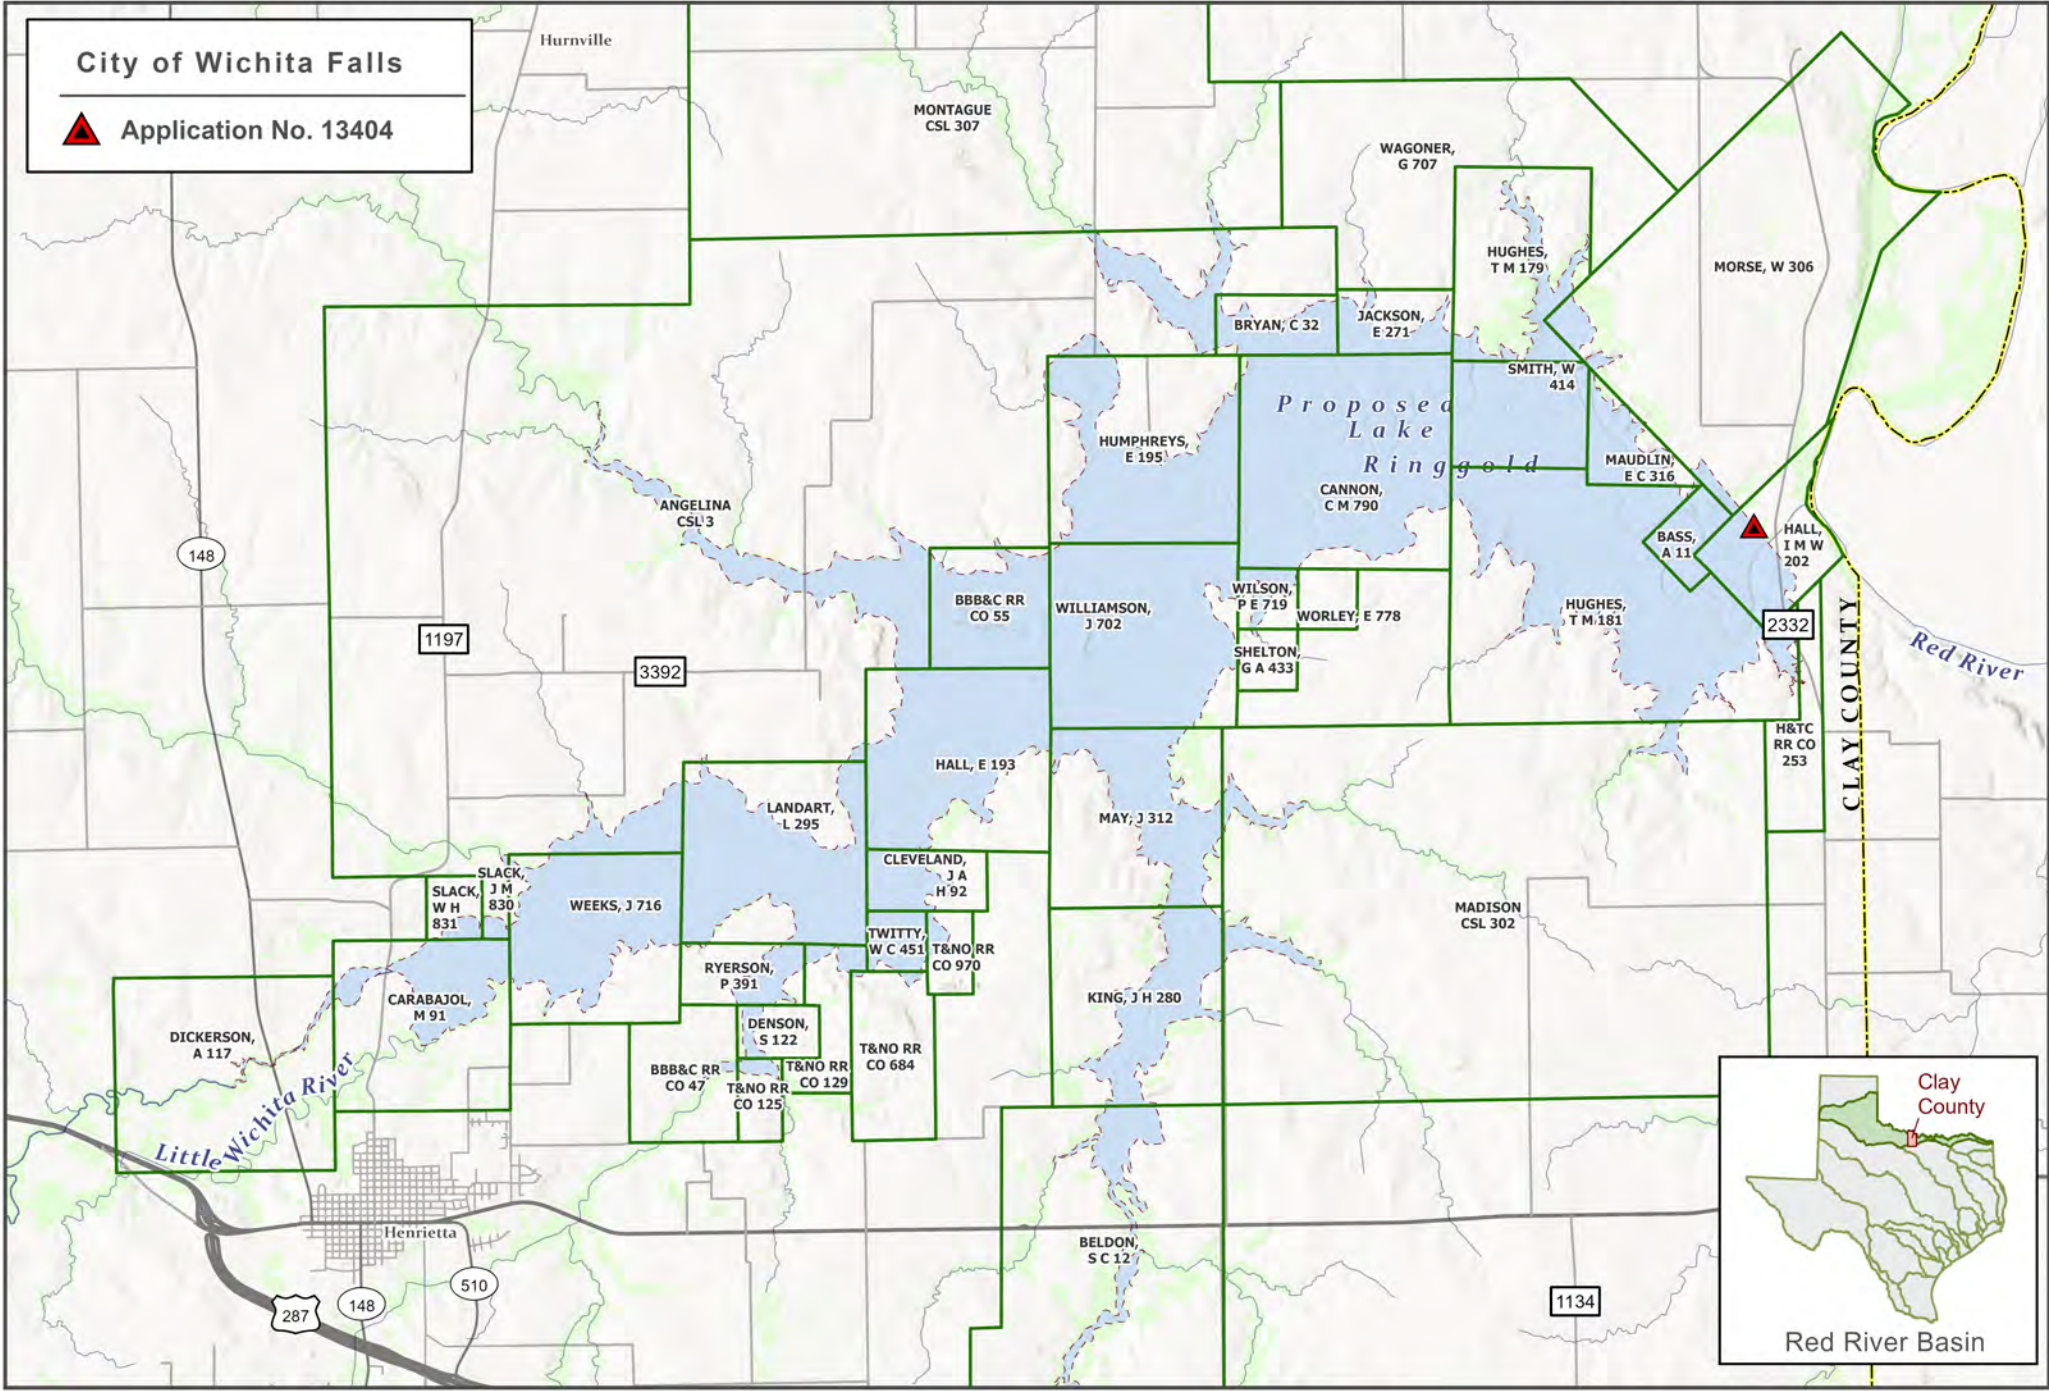 City of Wichita Falls
Application No. 13404
Hurnville
MONTAGUE
CSL 307
WAGONER,
G 707
HUGHES,
T M 179
MORSE, W 306
BRYAN, C 32
JACKSON,
E 271
SMITH, W
414
Proposed
Lake
Ringgold
HUMPHREYS,
E 195
MAUDLIN,
E C 316
CANNON,
C M 790
ANGELINA
CSL 3
BASS,
A 11
HALL,
I M W
202
148
BBB&C RR
CO 55
WILLIAMSON,
J 702
WILSON,
P E 719
WORLEY, E 778
HUGHES,
T M 181
2332
1197
3392
SHELTON,
G A 433
Red River
CLAY COUNTY
H&TC
RR CO
253
HALL, E 193
LANDART,
L 295
MAY, J 312
CLEVELAND,
J A
H 92
SLACK,
J M
830
SLACK,
W H
831
WEEKS, J 716
MADISON
CSL 302
TWITTY,
W C 451
T&NO RR
CO 970
RYERSON,
P 391
KING, J H 280
CARABAJOL,
M 91
DICKERSON,
A 117
DENSON,
S 122
T&NO RR
CO 684
T&NO RR
CO 129
BBB&C RR
CO 47
T&NO RR
CO 125
Little Wichita River
Henrietta
BELDON,
S C 12
510
148
287
1134
Clay
County
Red River Basin